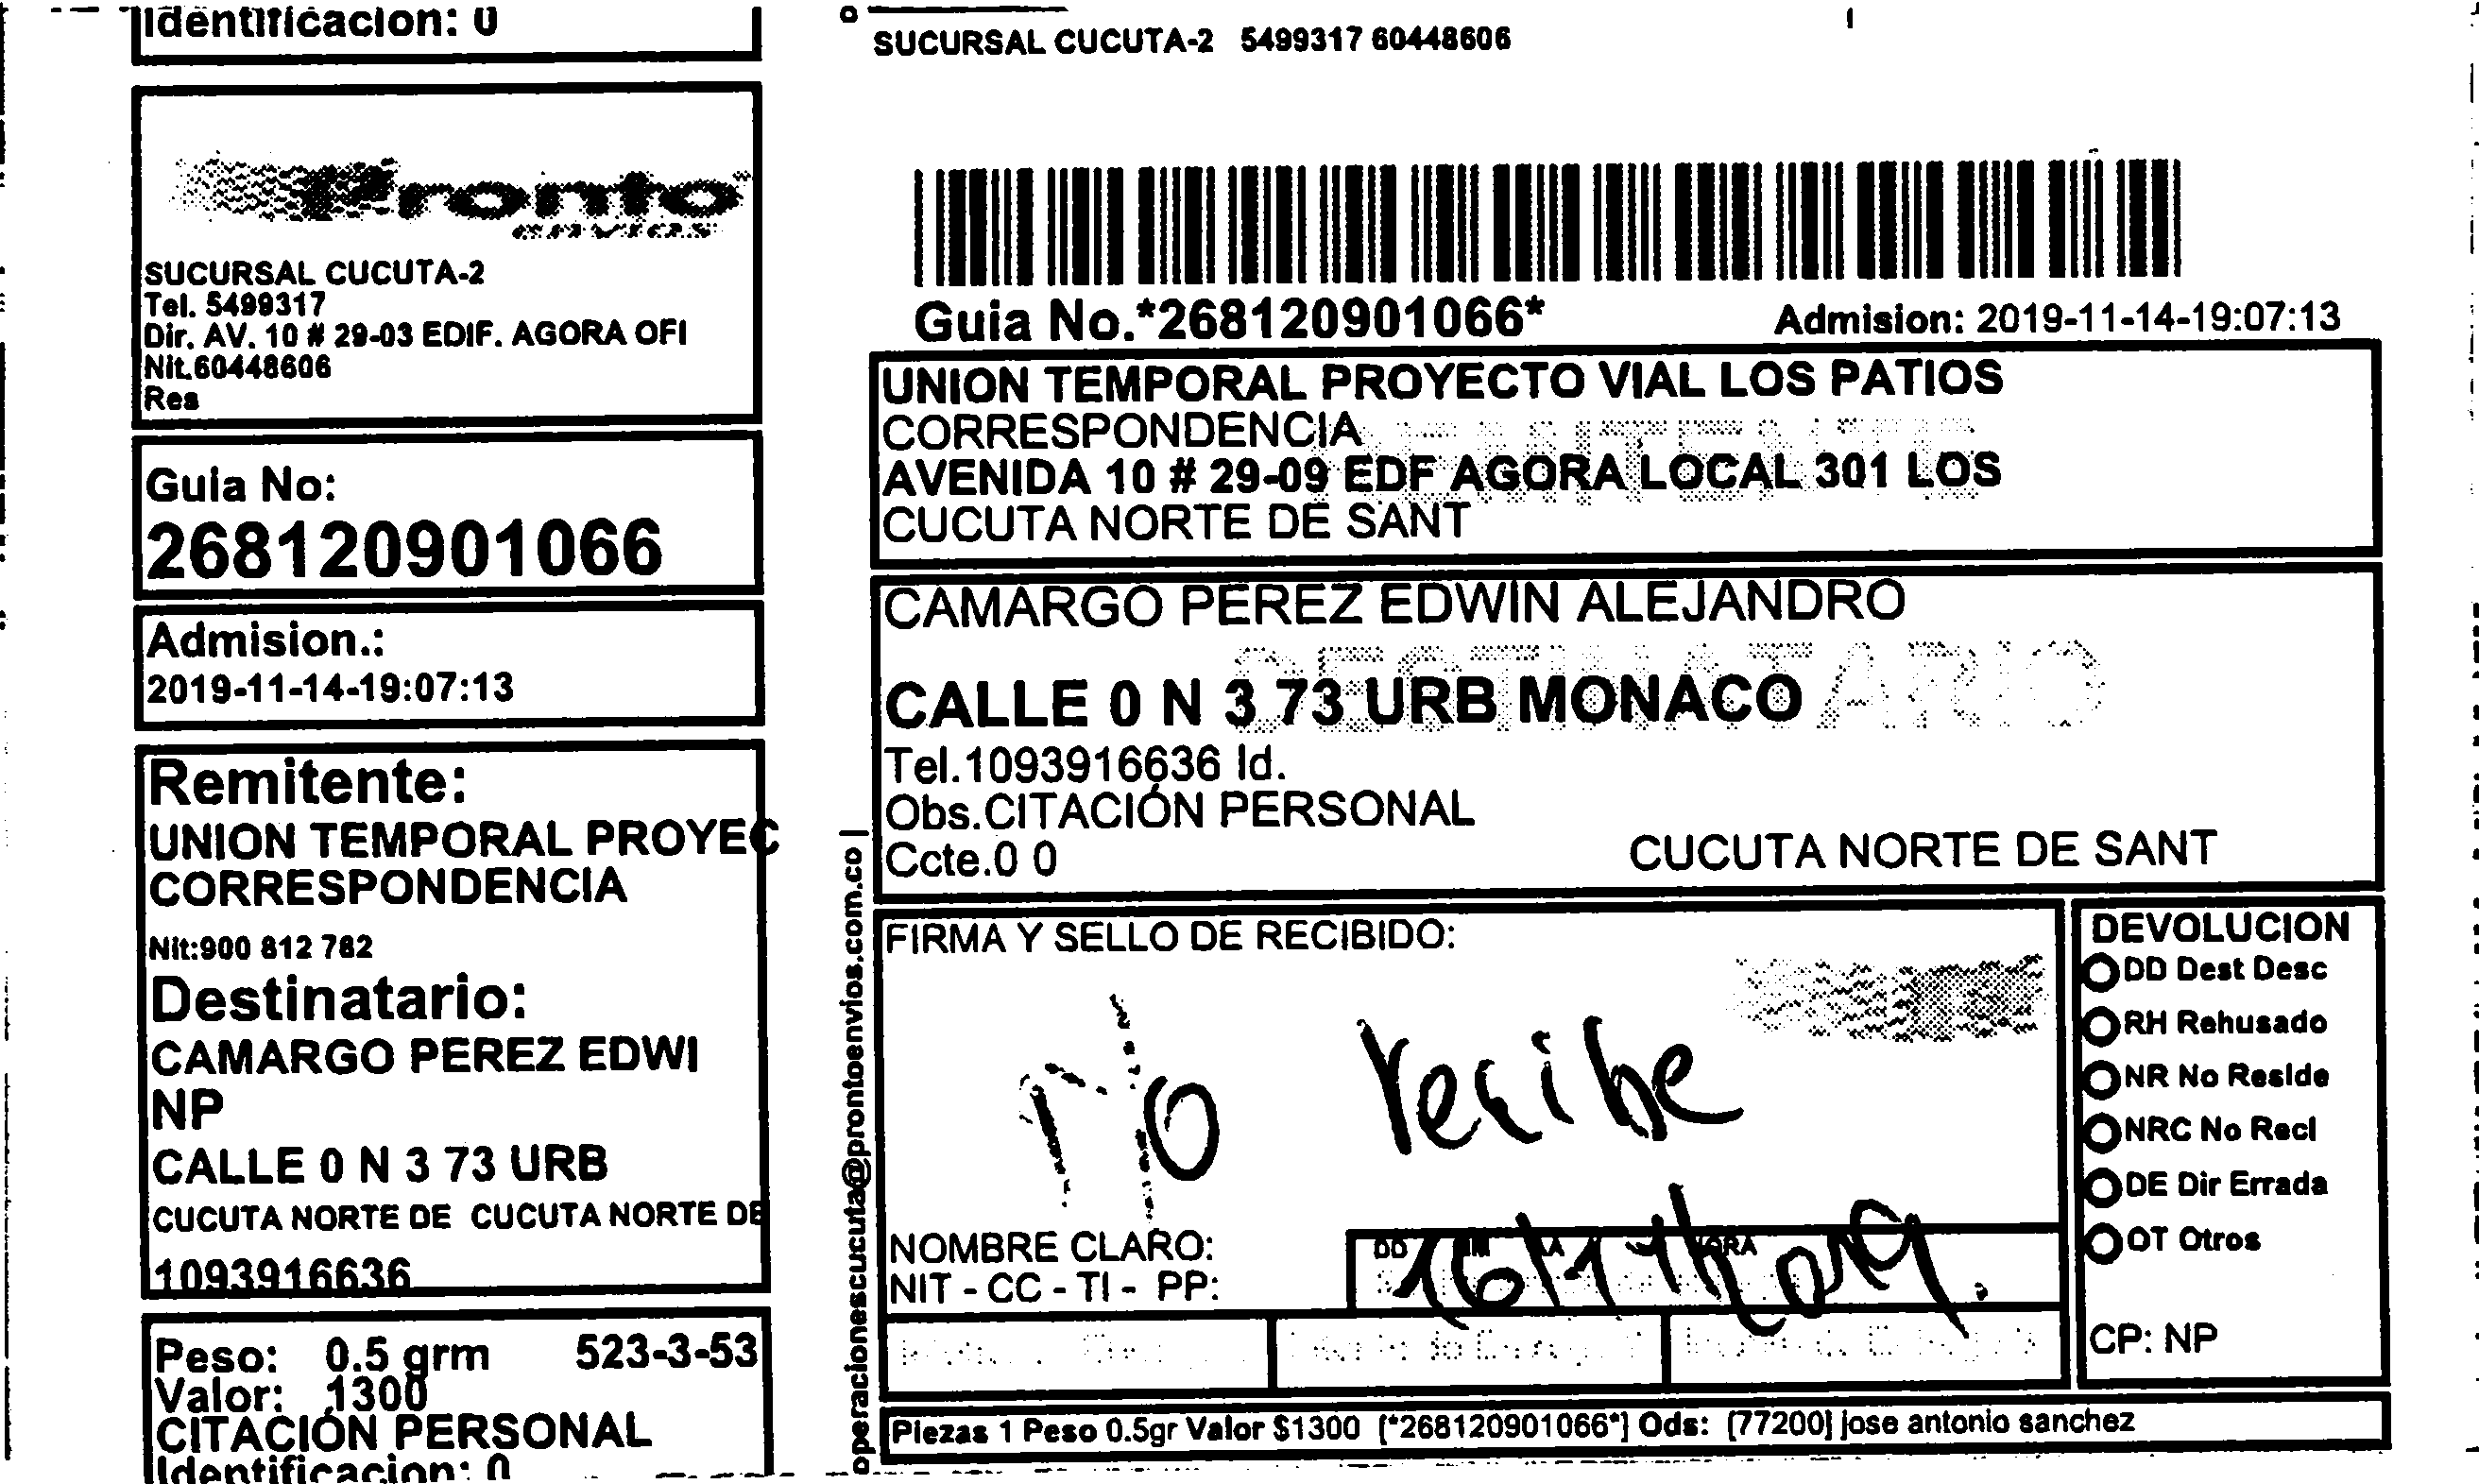 Identificacion: 0
Pronto
envios
SUCURSAL CUCUTA-2
Tel. 5499317
Dir. AV. 10 # 29-03 EDIF. AGORA OFI
Nit.60448606
Res
Guia No:
268120901066
Admision.:
2019-11-14-19:07:13
Remitente:
UNION TEMPORAL PROYEC
CORRESPONDENCIA
Nit:900 812 782
Destinatario:
CAMARGO PEREZ EDWI
NP
CALLE 0 N 3 73 URB
CUCUTA NORTE DE CUCUTA NORTE DE
1093916636
Peso: 0.5 grm 523-3-53
Valor: 1300
CITACIÓN PERSONAL
Identificacion: 0
SUCURSAL CUCUTA-2 5499317 60448606
Guia No.*268120901066* Admision: 2019-11-14-19:07:13
UNION TEMPORAL PROYECTO VIAL LOS PATIOS
CORRESPONDENCIA
REMITENTE
AVENIDA 10 # 29-09 EDF AGORA LOCAL 301 LOS
CUCUTA NORTE DE SANT
CAMARGO PEREZ EDWIN ALEJANDRO
DESTINATARIO
CALLE 0 N 3 73 URB MONACO
Tel.1093916636 Id.
Obs.CITACIÓN PERSONAL
Ccte.0 0 CUCUTA NORTE DE SANT
operacionescucuta@prontoenvios.com.co |
FIRMA Y SELLO DE RECIBIDO:
No recibe
NOMBRE CLARO:
NIT - CC - TI - PP:
DD HORA
16/11/2019.
DEVOLUCION
DD Dest Desc
RH Rehusado
NR No Reside
NRC No Recl
DE Dir Errada
OT Otros
CP: NP
Piezas 1 Peso 0.5gr Valor $1300 [*268120901066*] Ods: [77200] jose antonio sanchez